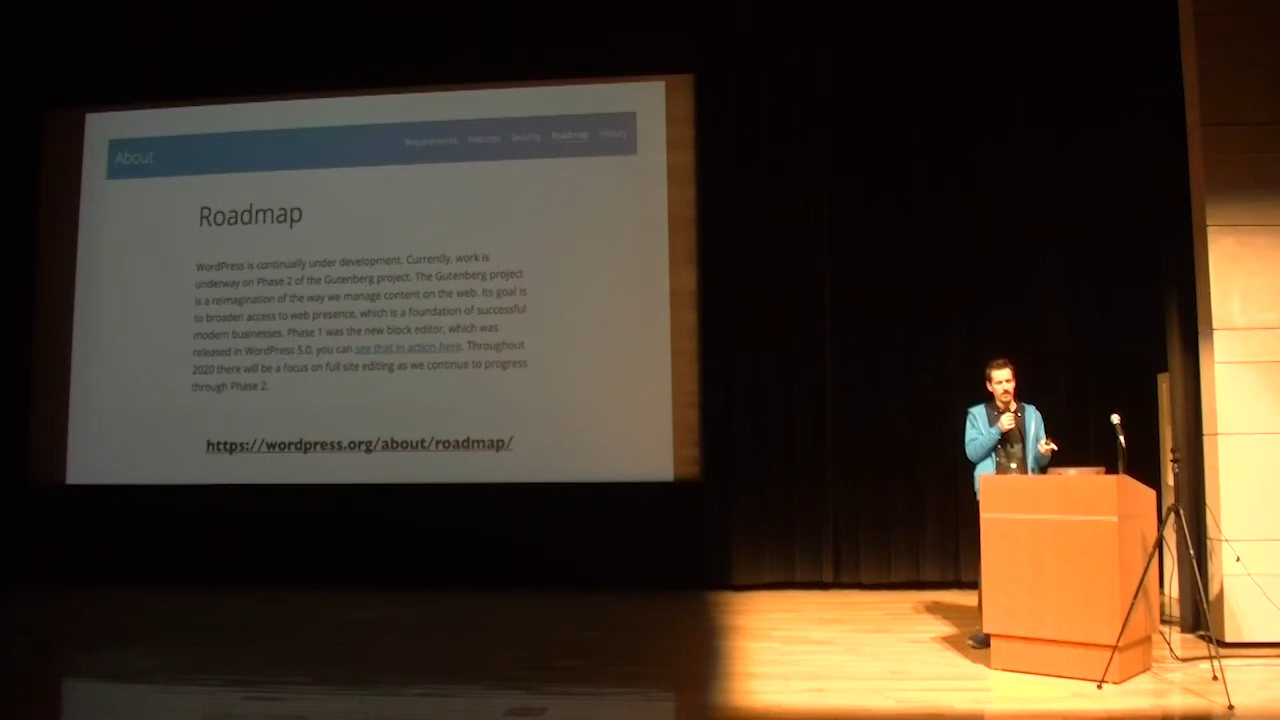 About
Requirements Features Security Roadmap History
Roadmap
WordPress is continually under development. Currently, work is
underway on Phase 2 of the Gutenberg project. The Gutenberg project
is a reimagination of the way we manage content on the web. Its goal is
to broaden access to web presence, which is a foundation of successful
modern businesses. Phase 1 was the new block editor, which was
released in WordPress 5.0, you can see that in action here. Throughout
2020 there will be a focus on full site editing as we continue to progress
through Phase 2.
https://wordpress.org/about/roadmap/